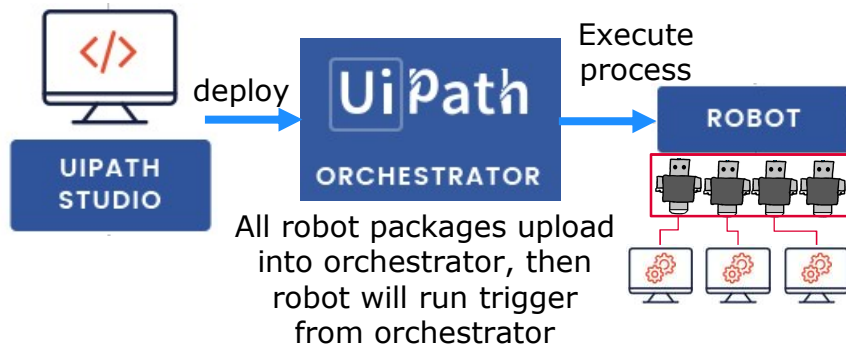 </>
UIPATH
STUDIO
deploy
UiPath
ORCHESTRATOR
Execute
process
ROBOT
All robot packages upload
into orchestrator, then
robot will run trigger
from orchestrator